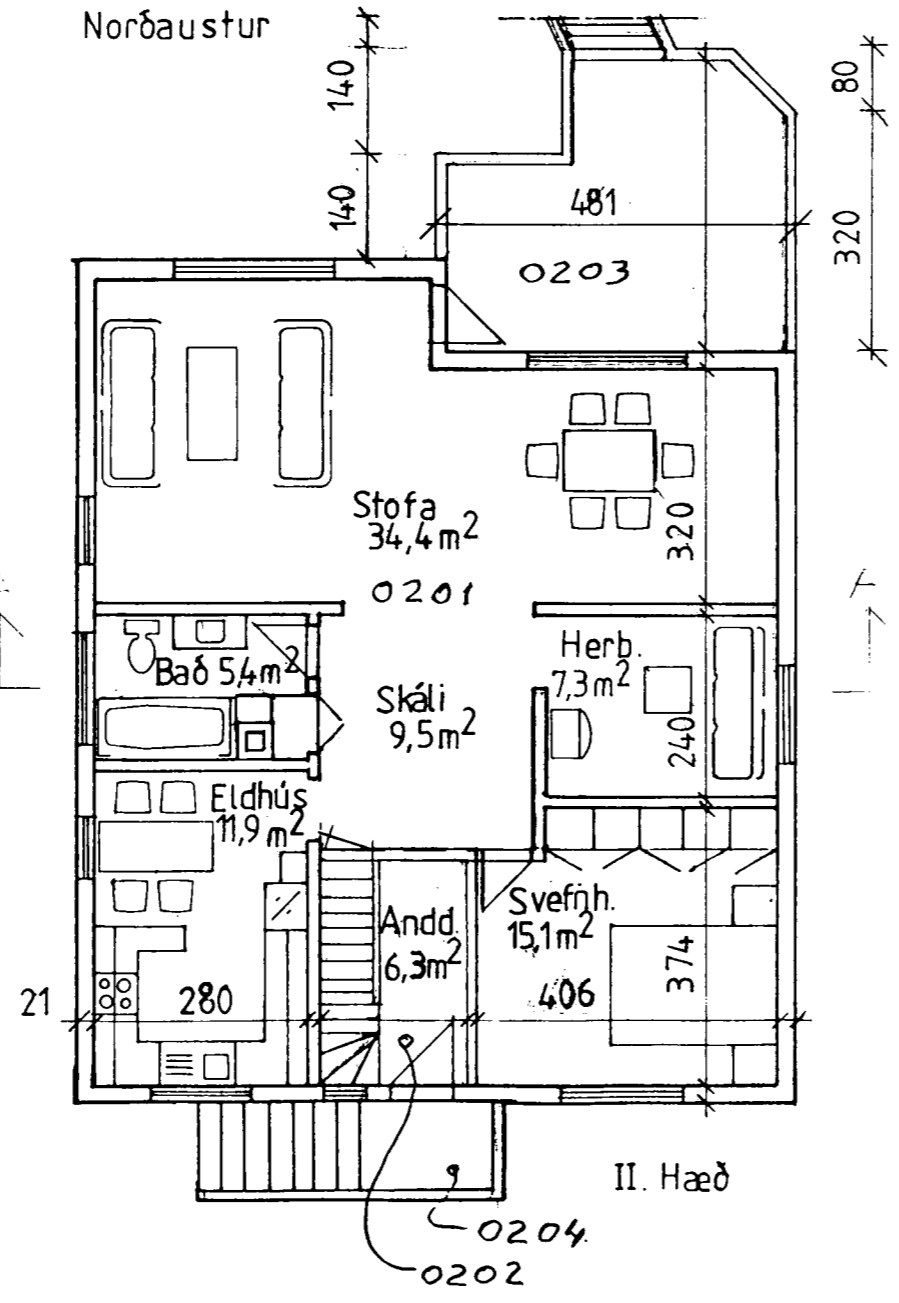 Norðaustur
140
80
140
481
320
0203
Stofa
34,4m²
320
0201
Herb.
7,3m²
Bað 5,4m²
Skáli
9,5m²
240
Eldhús
11,9m²
Andd.
6,3m²
Svefnh.
15,1m²
374
21
280
406
II. Hæð
0204.
0202